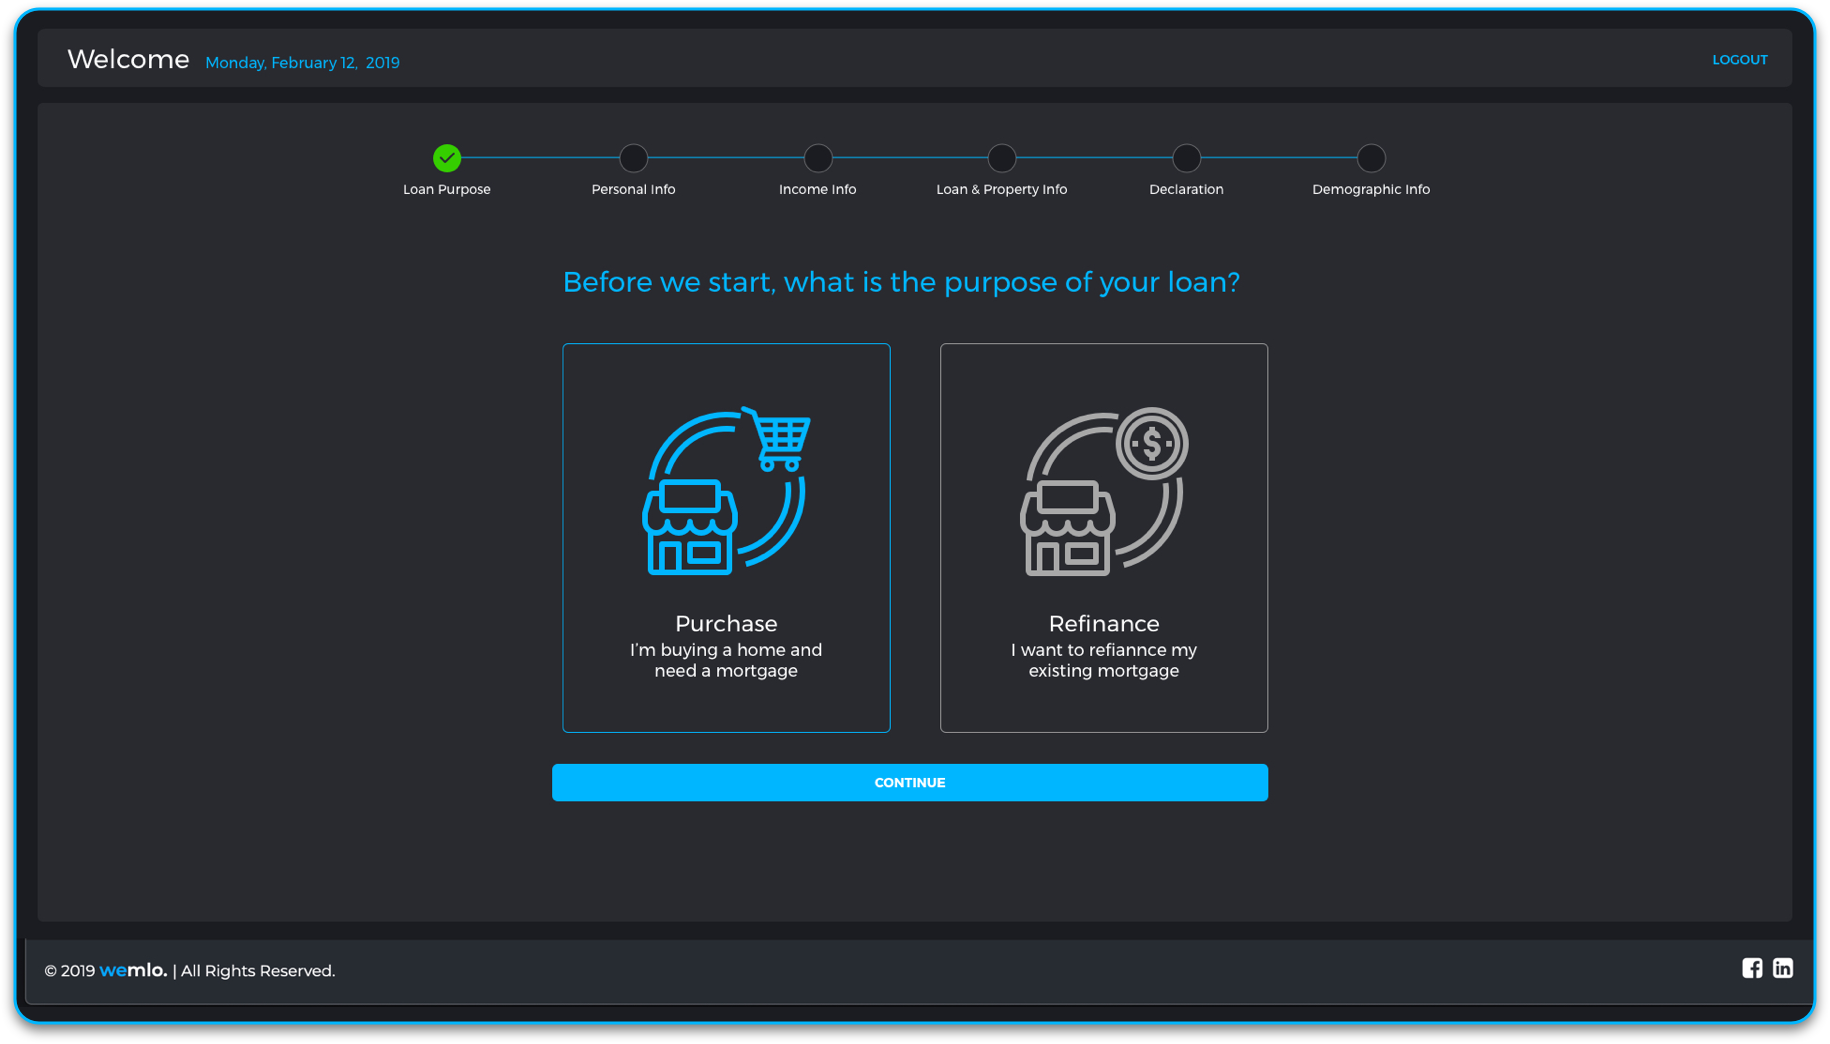 Welcome Monday, February 12, 2019
LOGOUT
Loan Purpose
Personal Info
Income Info
Loan & Property Info
Declaration
Demographic Info
Before we start, what is the purpose of your loan?
$
Purchase
I'm buying a home and
need a mortgage
Refinance
I want to refiannce my
existing mortgage
CONTINUE
© 2019 wemlo. | All Rights Reserved.